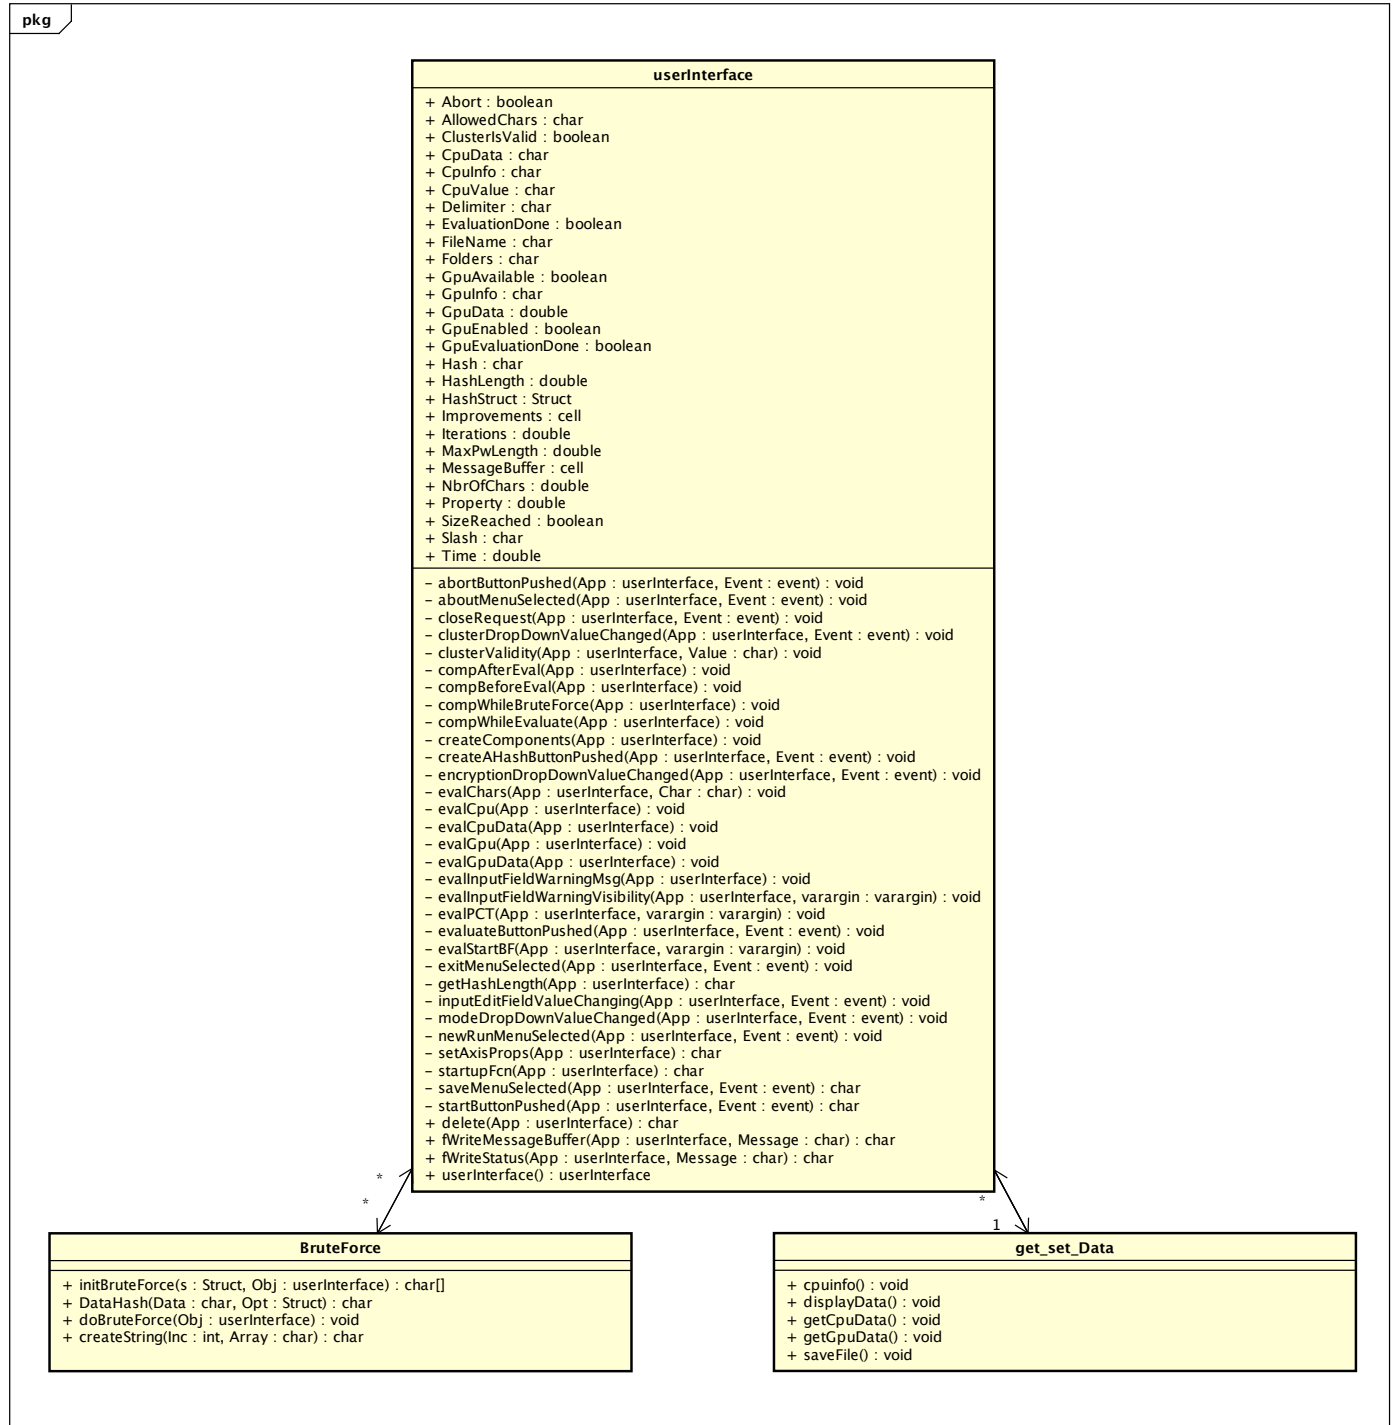 pkg
userInterface
+ Abort : boolean
+ AllowedChars : char
+ ClusterIsValid : boolean
+ CpuData : char
+ CpuInfo : char
+ CpuValue : char
+ Delimiter : char
+ EvaluationDone : boolean
+ FileName : char
+ Folders : char
+ GpuAvailable : boolean
+ GpuInfo : char
+ GpuData : double
+ GpuEnabled : boolean
+ GpuEvaluationDone : boolean
+ Hash : char
+ HashLength : double
+ HashStruct : Struct
+ Improvements : cell
+ Iterations : double
+ MaxPwLength : double
+ MessageBuffer : cell
+ NbrOfChars : double
+ Property : double
+ SizeReached : boolean
+ Slash : char
+ Time : double
- abortButtonPushed(App : userInterface, Event : event) : void
- aboutMenuSelected(App : userInterface, Event : event) : void
- closeRequest(App : userInterface, Event : event) : void
- clusterDropDownValueChanged(App : userInterface, Event : event) : void
- clusterValidity(App : userInterface, Value : char) : void
- compAfterEval(App : userInterface) : void
- compBeforeEval(App : userInterface) : void
- compWhileBruteForce(App : userInterface) : void
- compWhileEvaluate(App : userInterface) : void
- createComponents(App : userInterface) : void
- createAHashButtonPushed(App : userInterface, Event : event) : void
- encryptionDropDownValueChanged(App : userInterface, Event : event) : void
- evalChars(App : userInterface, Char : char) : void
- evalCpu(App : userInterface) : void
- evalCpuData(App : userInterface) : void
- evalGpu(App : userInterface) : void
- evalGpuData(App : userInterface) : void
- evalInputFieldWarningMsg(App : userInterface) : void
- evalInputFieldWarningVisibility(App : userInterface, varargin : varargin) : void
- evalPCT(App : userInterface, varargin : varargin) : void
- evaluateButtonPushed(App : userInterface, Event : event) : void
- evalStartBF(App : userInterface, varargin : varargin) : void
- exitMenuSelected(App : userInterface, Event : event) : void
- getHashLength(App : userInterface) : char
- inputEditFieldValueChanging(App : userInterface, Event : event) : void
- modeDropDownValueChanged(App : userInterface, Event : event) : void
- newRunMenuSelected(App : userInterface, Event : event) : void
- setAxisProps(App : userInterface) : char
- startupFcn(App : userInterface) : char
- saveMenuSelected(App : userInterface, Event : event) : char
- startButtonPushed(App : userInterface, Event : event) : char
+ delete(App : userInterface) : char
+ fWriteMessageBuffer(App : userInterface, Message : char) : char
+ fWriteStatus(App : userInterface, Message : char) : char
+ userInterface() : userInterface
*
*
*
1
BruteForce
+ initBruteForce(s : Struct, Obj : userInterface) : char[]
+ DataHash(Data : char, Opt : Struct) : char
+ doBruteForce(Obj : userInterface) : void
+ createString(Inc : int, Array : char) : char
get_set_Data
+ cpuinfo() : void
+ displayData() : void
+ getCpuData() : void
+ getGpuData() : void
+ saveFile() : void